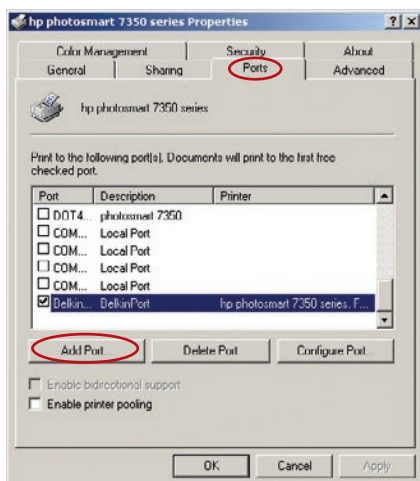 hp photosmart 7350 series Properties
Color Management Security About
General Sharing Ports Advanced
hp photosmart 7350 series
Print to the following port(s). Documents will print to the first free
checked port.
Port Description Printer
DOT4... photosmart 7350
COM... Local Port
COM... Local Port
COM... Local Port
COM... Local Port
Belkin... BelkinPort hp photosmart 7350 series. F...
Add Port... Delete Port Configure Port...
Enable bidirectional support
Enable printer pooling
OK Cancel Apply